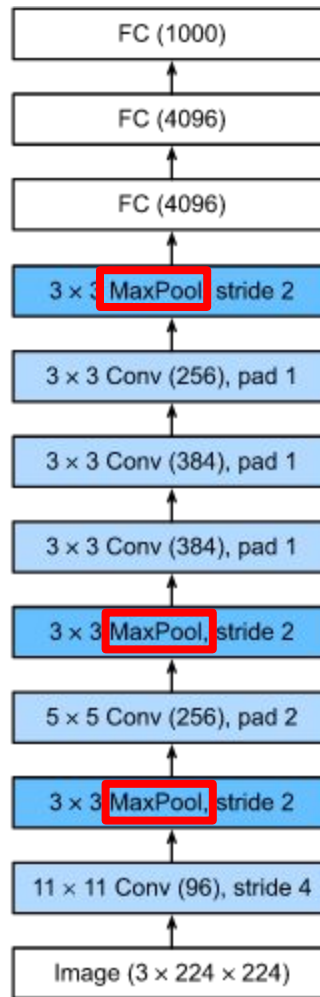 FC (1000)
FC (4096)
FC (4096)
3 × 3 MaxPool, stride 2
3 × 3 Conv (256), pad 1
3 × 3 Conv (384), pad 1
3 × 3 Conv (384), pad 1
3 × 3 MaxPool, stride 2
5 × 5 Conv (256), pad 2
3 × 3 MaxPool, stride 2
11 × 11 Conv (96), stride 4
Image (3 × 224 × 224)